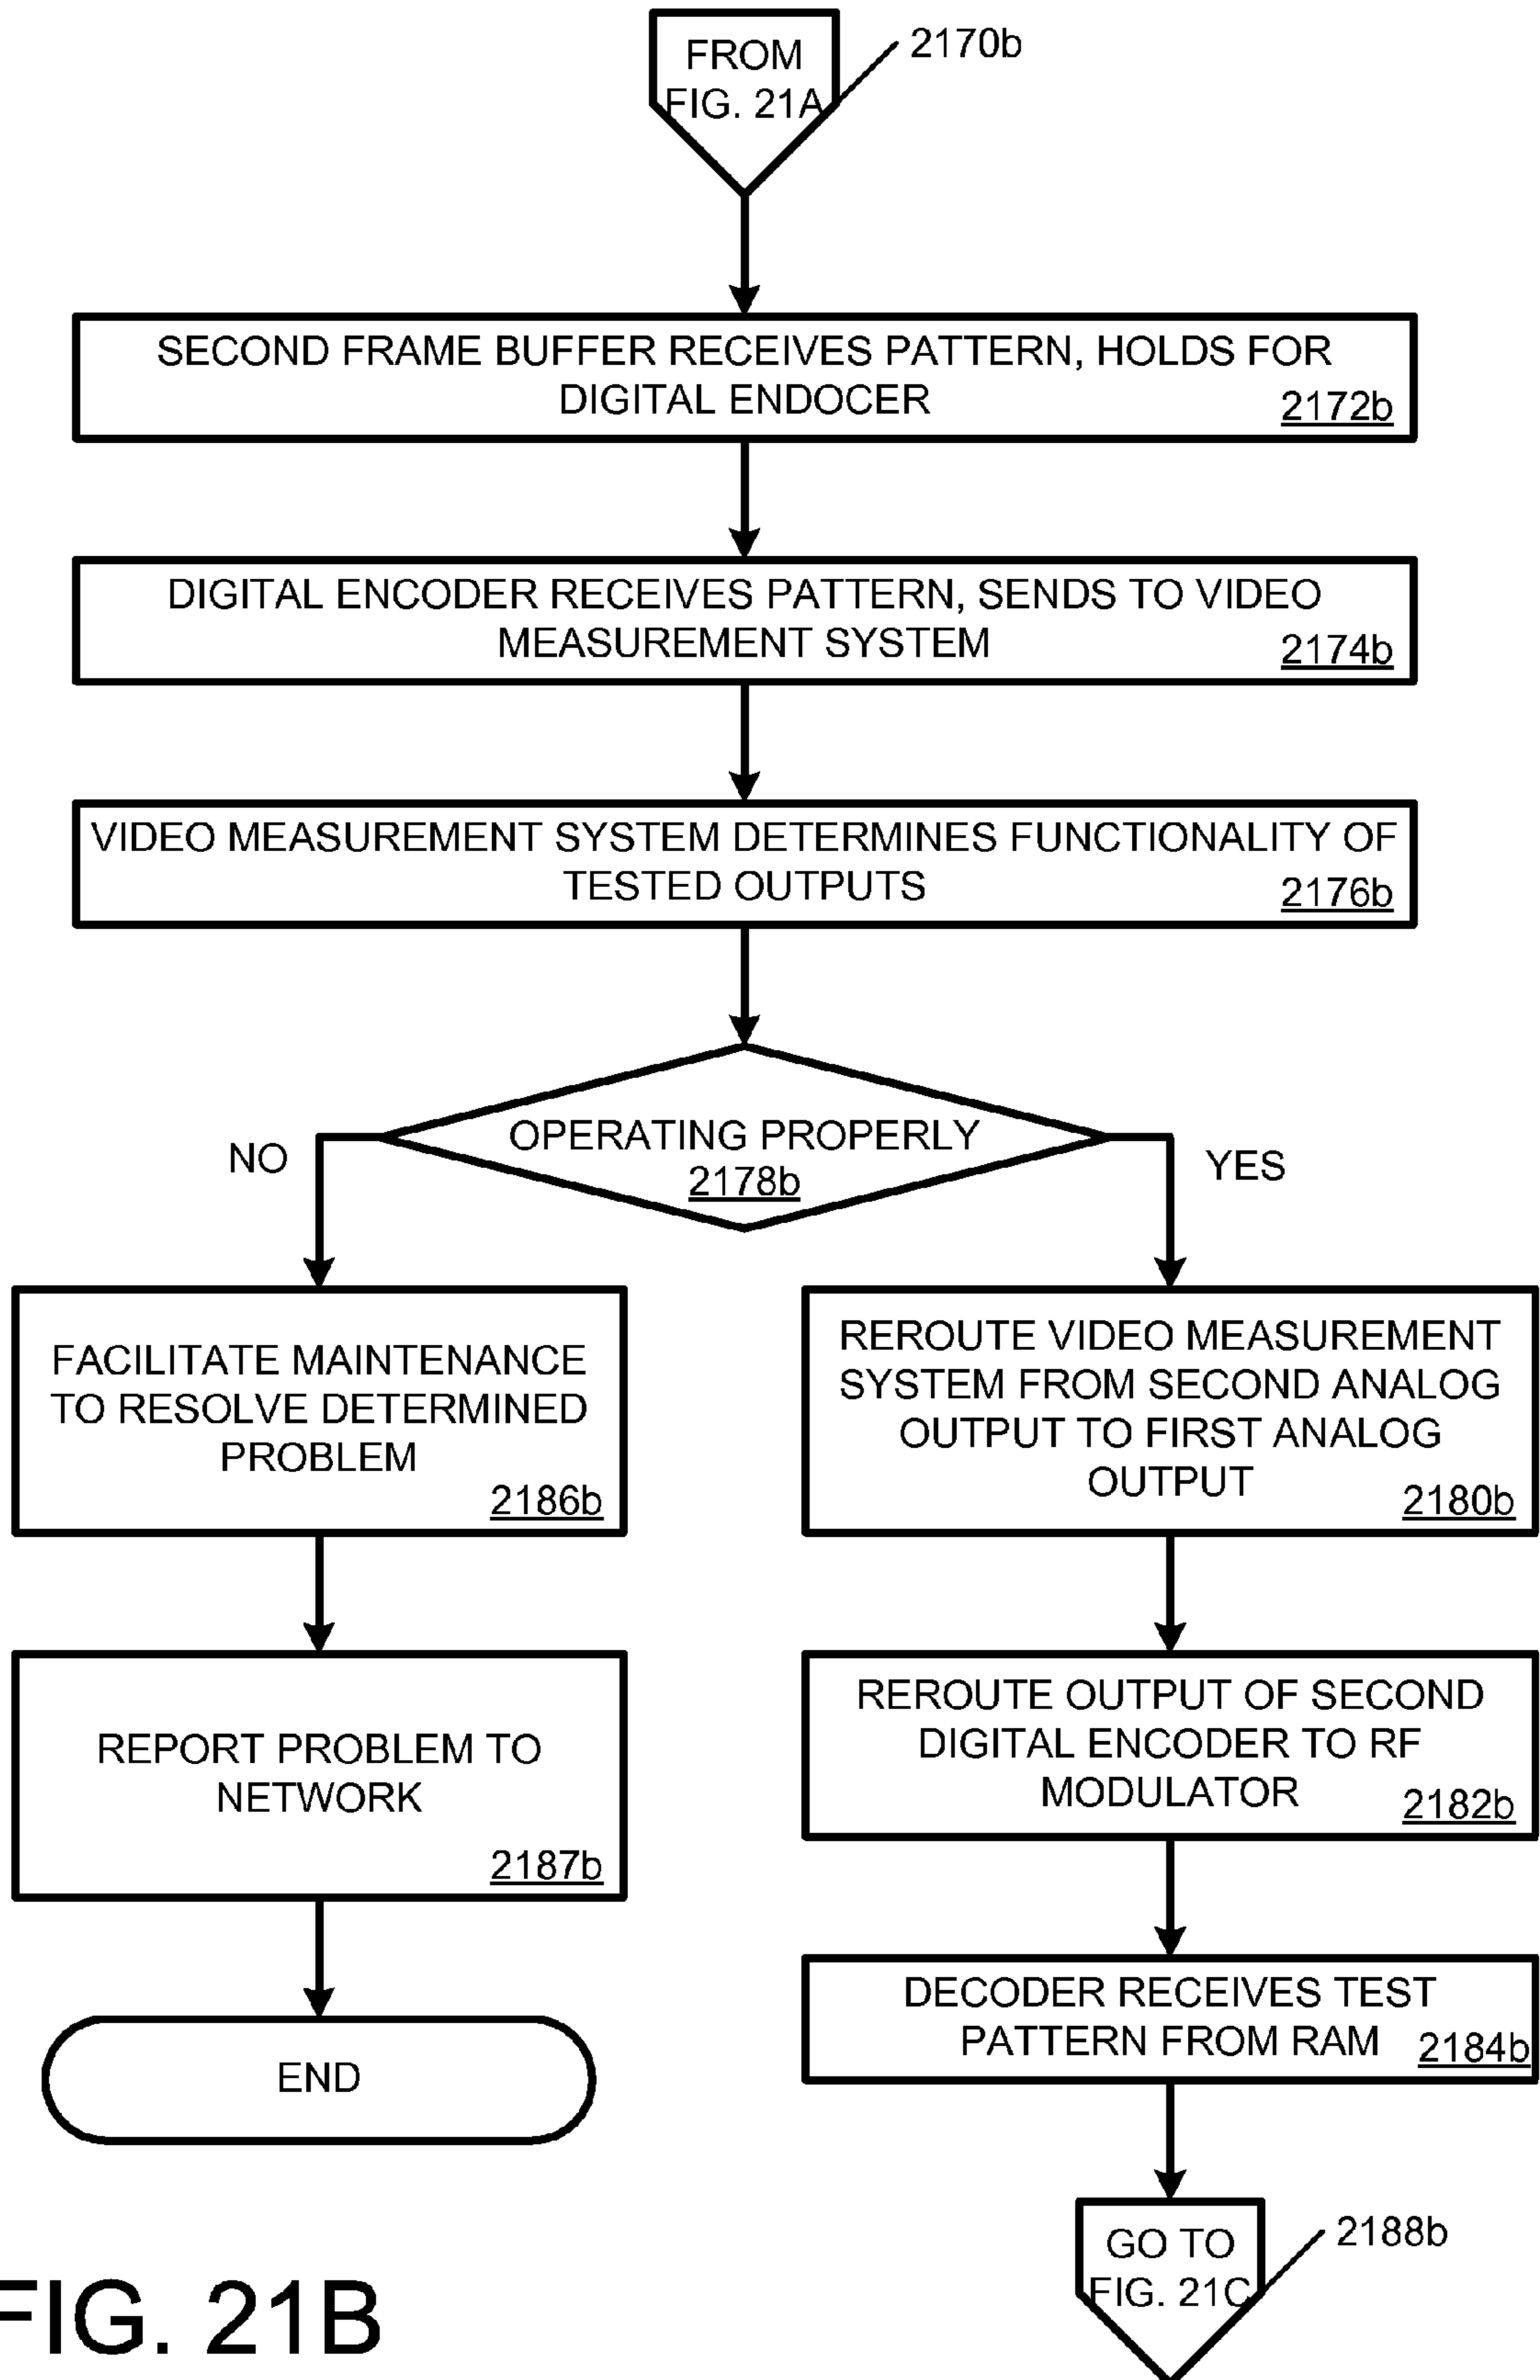 FROM
FIG. 21A
2170b
SECOND FRAME BUFFER RECEIVES PATTERN, HOLDS FOR
DIGITAL ENDOCER
2172b
DIGITAL ENCODER RECEIVES PATTERN, SENDS TO VIDEO
MEASUREMENT SYSTEM
2174b
VIDEO MEASUREMENT SYSTEM DETERMINES FUNCTIONALITY OF
TESTED OUTPUTS
2176b
OPERATING PROPERLY
2178b
NO
YES
FACILITATE MAINTENANCE
TO RESOLVE DETERMINED
PROBLEM
2186b
REPORT PROBLEM TO
NETWORK
2187b
END
REROUTE VIDEO MEASUREMENT
SYSTEM FROM SECOND ANALOG
OUTPUT TO FIRST ANALOG
OUTPUT
2180b
REROUTE OUTPUT OF SECOND
DIGITAL ENCODER TO RF
MODULATOR
2182b
DECODER RECEIVES TEST
PATTERN FROM RAM
2184b
GO TO
FIG. 21C
2188b
FIG. 21B